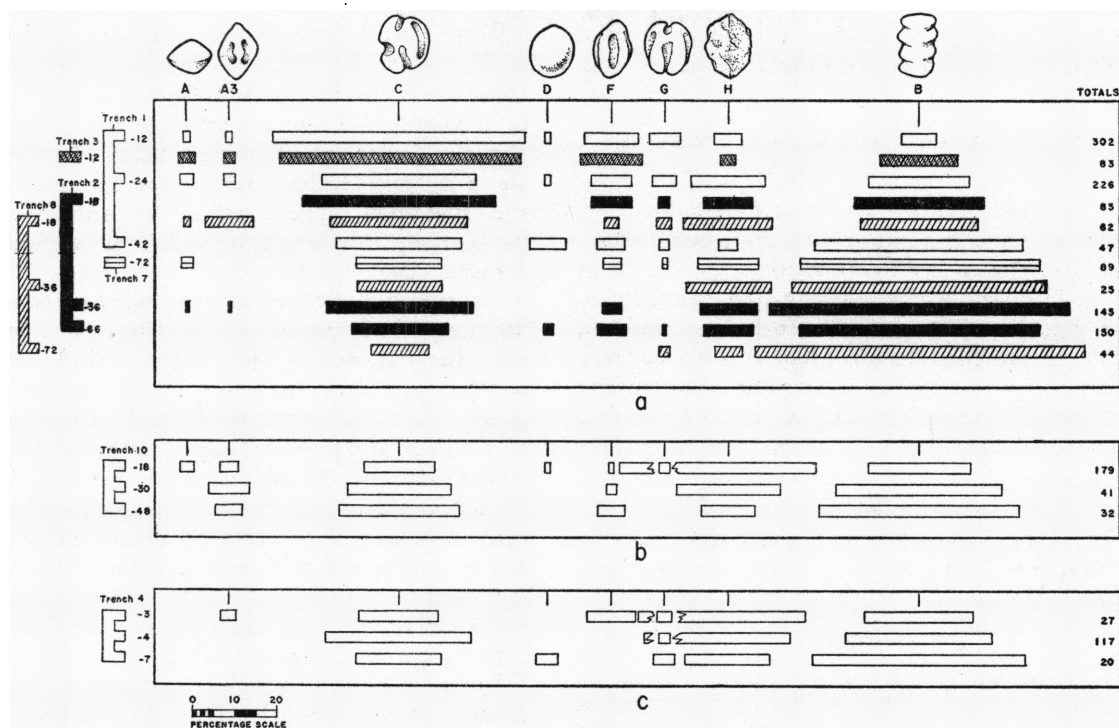 A A3 C D F G H B TOTALS
Trench 1
-12 302
Trench 3
-12 83
-24 226
Trench 2
-18 85
Trench 8
-18 62
-42 47
-72 69
Trench 7
-36 25
-36 145
-66 150
-72 44
a
Trench 10
-18 179
-30 41
-48 32
b
Trench 4
-3 27
-4 117
-7 20
c
0 10 20
PERCENTAGE SCALE